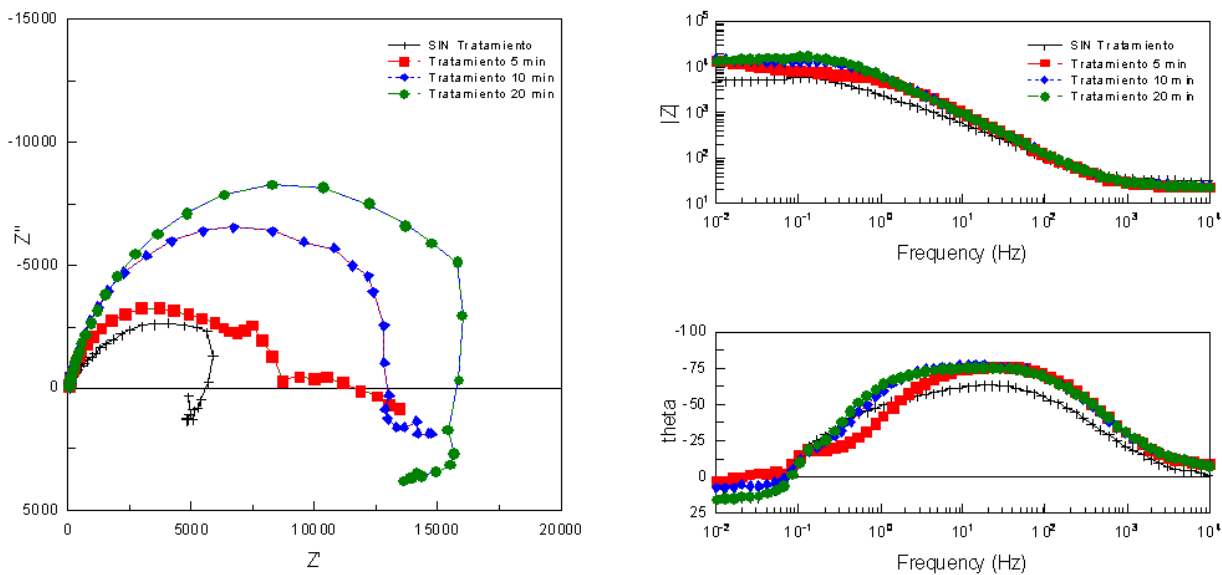 -15000
-10000
-5000
0
5000
Z''
0
5000
10000
15000
20000
Z'
SIN Tratamiento
Tratamiento 5 min
Tratamiento 10 min
Tratamiento 20 min
10^5
10^4
10^3
10^2
10^1
|Z|
10^-2
10^-1
10^0
10^1
10^2
10^3
10^4
Frequency (Hz)
SIN Tratamiento
Tratamiento 5 min
Tratamiento 10 min
Tratamiento 20 min
-100
-75
-50
-25
0
25
theta
10^-2
10^-1
10^0
10^1
10^2
10^3
10^4
Frequency (Hz)